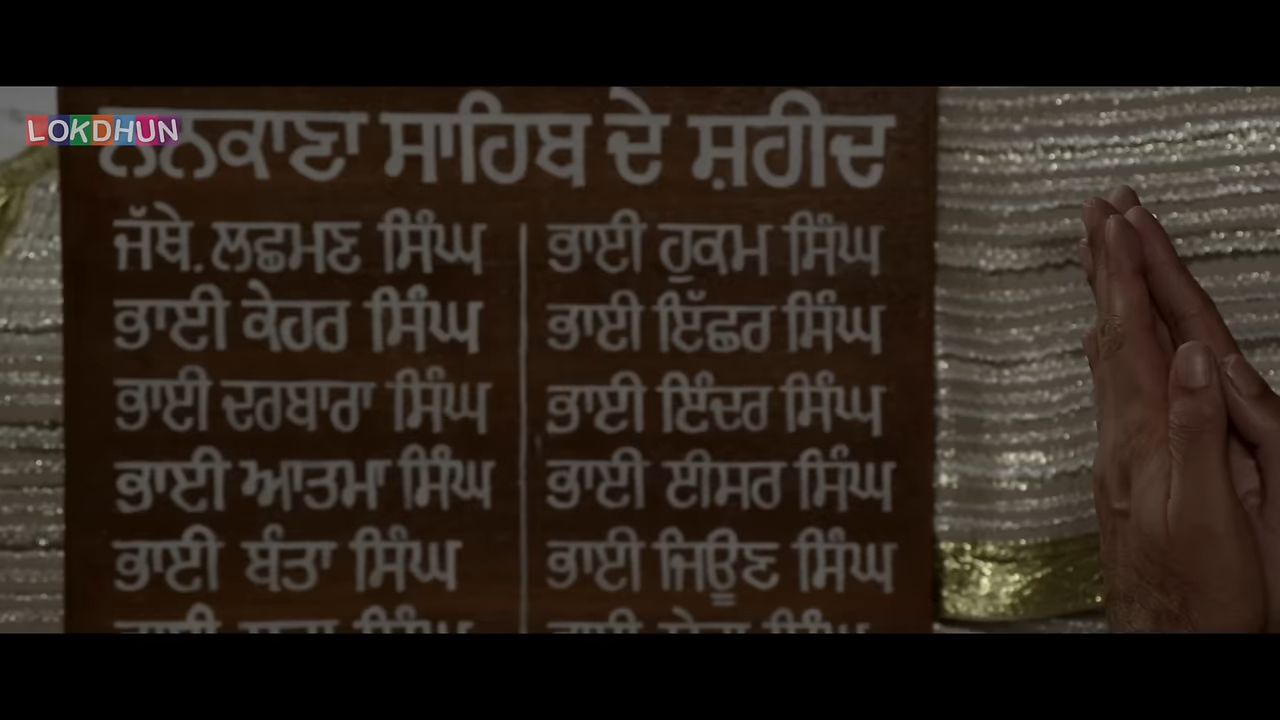 LOKDHUN
ਨਨਕਾਣਾ ਸਾਹਿਬ ਦੇ ਸ਼ਹੀਦ
ਜੱਥੇ. ਲਛਮਣ ਸਿੰਘ
ਭਾਈ ਕੇਹਰ ਸਿੰਘ
ਭਾਈ ਦਰਬਾਰਾ ਸਿੰਘ
ਭਾਈ ਆਤਮਾ ਸਿੰਘ
ਭਾਈ ਬੰਤਾ ਸਿੰਘ
ਭਾਈ ਹੁਕਮ ਸਿੰਘ
ਭਾਈ ਇੱਛਰ ਸਿੰਘ
ਭਾਈ ਇੰਦਰ ਸਿੰਘ
ਭਾਈ ਈਸਰ ਸਿੰਘ
ਭਾਈ ਜਿਊਣ ਸਿੰਘ